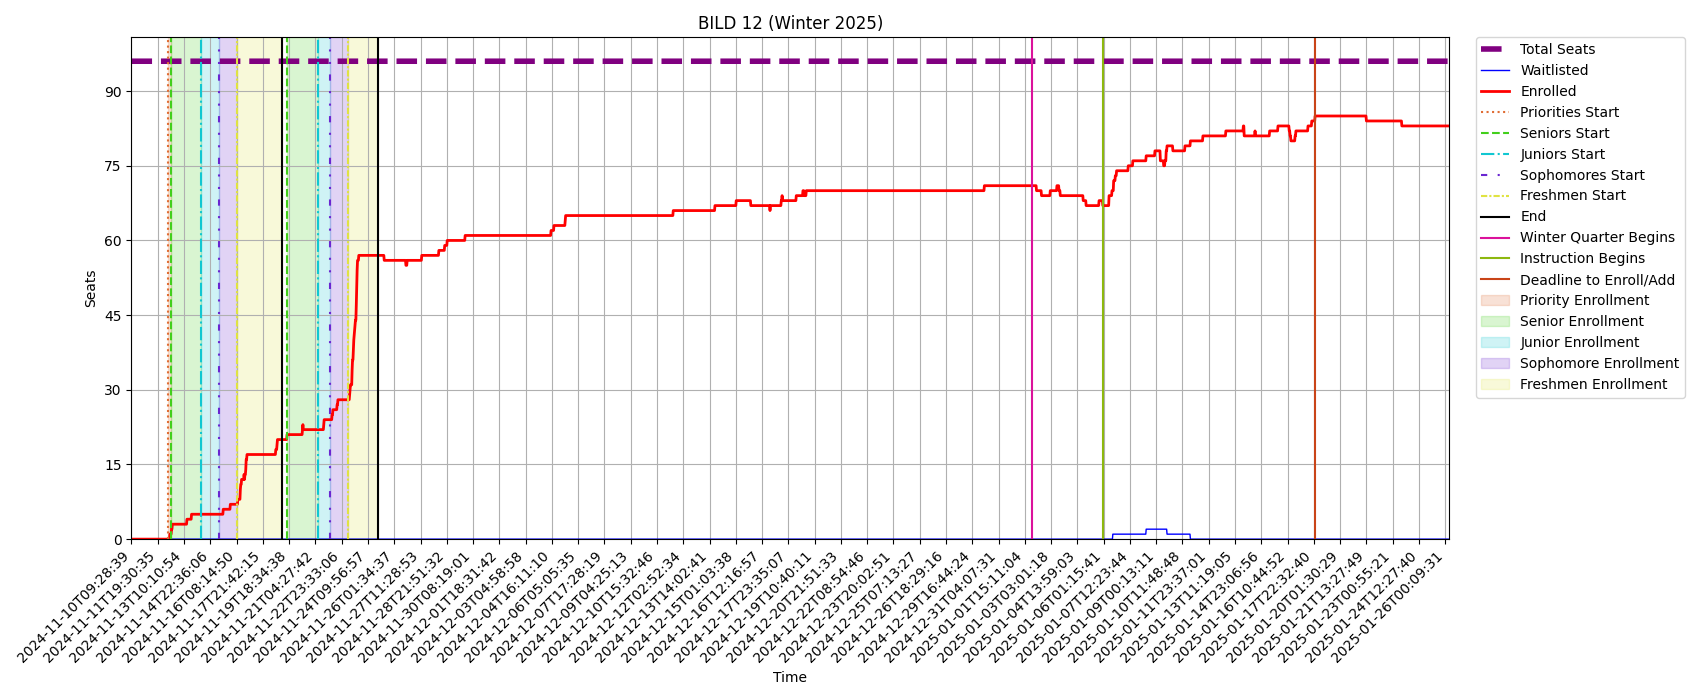 BILD 12 (Winter 2025)
Seats
90
75
60
45
30
15
0
2024-11-10T09:28:39
2024-11-11T19:30:35
2024-11-13T10:10:54
2024-11-14T22:36:06
2024-11-16T08:14:50
2024-11-17T21:42:15
2024-11-19T18:34:38
2024-11-21T04:27:42
2024-11-22T23:33:06
2024-11-24T09:56:57
2024-11-26T01:34:37
2024-11-27T11:28:53
2024-11-28T21:51:32
2024-11-30T08:19:01
2024-12-01T18:31:42
2024-12-03T04:58:58
2024-12-04T16:11:10
2024-12-06T05:05:35
2024-12-07T17:28:19
2024-12-09T04:25:13
2024-12-10T15:32:46
2024-12-12T02:52:34
2024-12-13T14:02:41
2024-12-15T01:03:38
2024-12-16T12:16:57
2024-12-17T23:35:07
2024-12-19T10:40:11
2024-12-20T21:51:33
2024-12-22T08:54:46
2024-12-23T20:02:51
2024-12-25T07:13:27
2024-12-26T18:29:16
2024-12-29T16:44:24
2024-12-31T04:07:31
2025-01-01T15:11:04
2025-01-03T03:01:18
2025-01-04T13:59:03
2025-01-06T01:15:41
2025-01-07T12:23:44
2025-01-09T00:13:11
2025-01-10T11:48:48
2025-01-11T23:37:01
2025-01-13T11:19:05
2025-01-14T23:06:56
2025-01-16T10:44:52
2025-01-17T22:32:40
2025-01-20T01:30:29
2025-01-21T13:27:49
2025-01-23T00:55:21
2025-01-24T12:27:40
2025-01-26T00:09:31
Time
Total Seats
Waitlisted
Enrolled
Priorities Start
Seniors Start
Juniors Start
Sophomores Start
Freshmen Start
End
Winter Quarter Begins
Instruction Begins
Deadline to Enroll/Add
Priority Enrollment
Senior Enrollment
Junior Enrollment
Sophomore Enrollment
Freshmen Enrollment